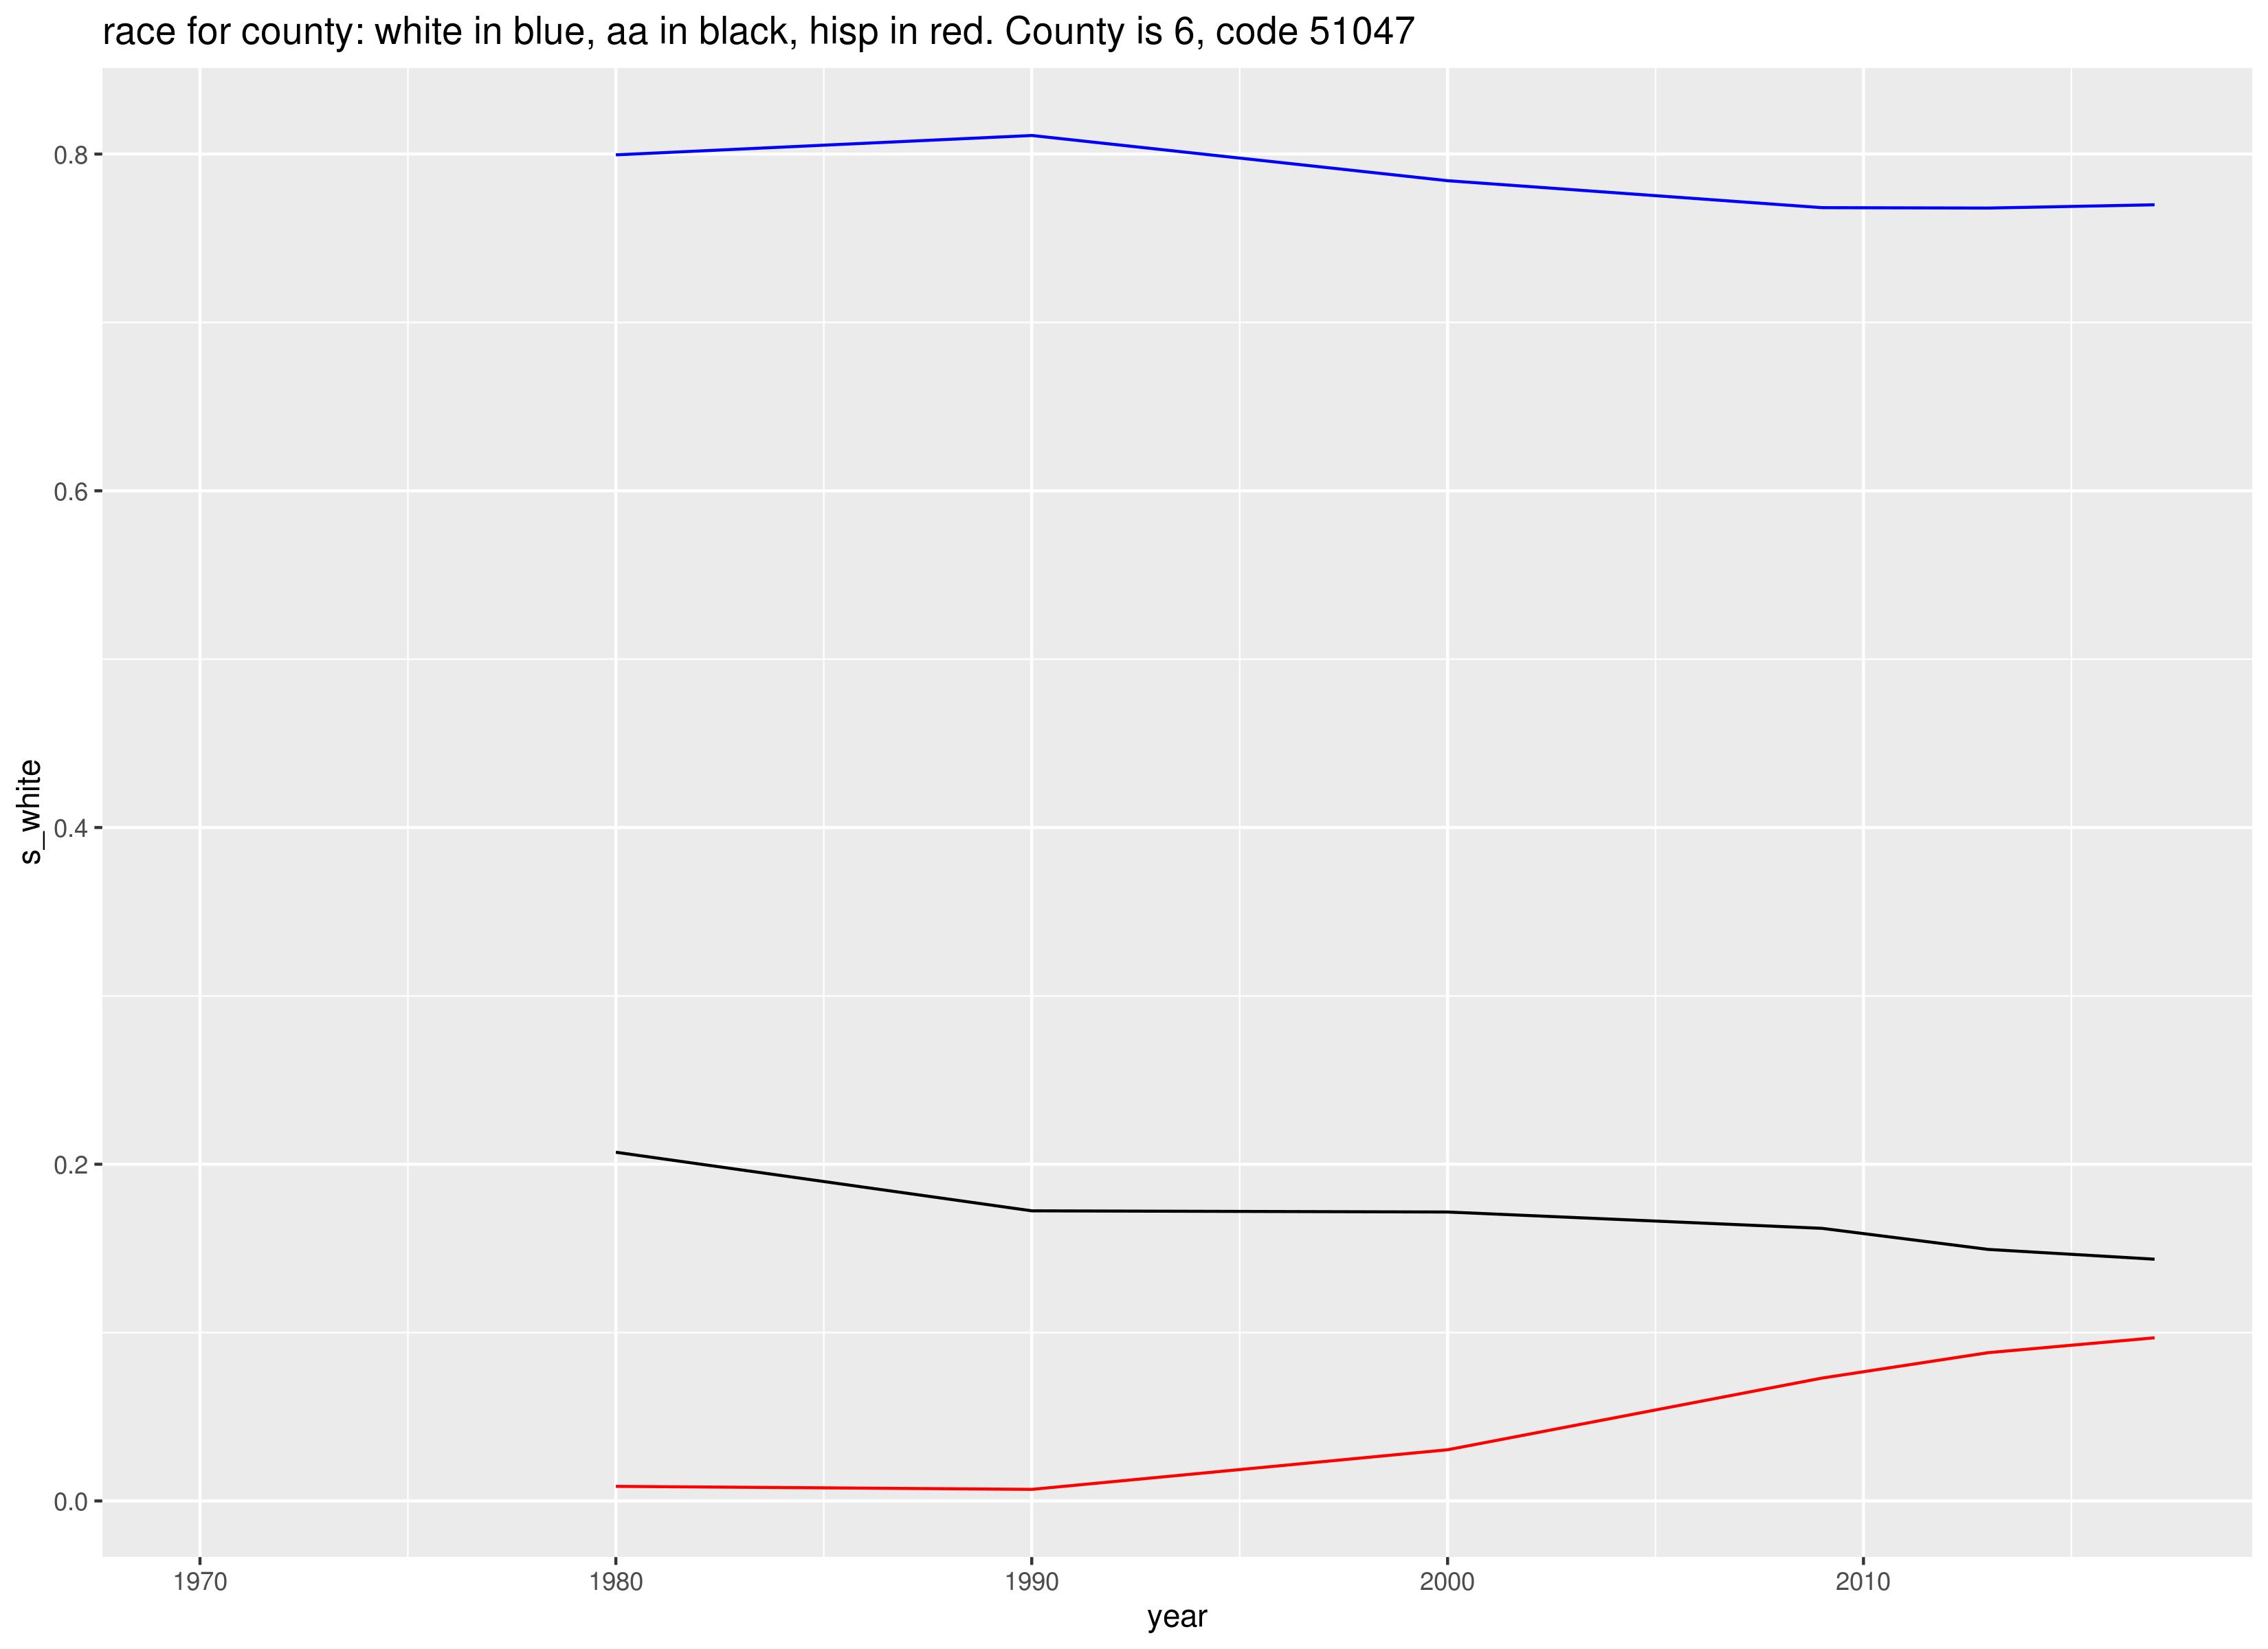 race for county: white in blue, aa in black, hisp in red. County is 6, code 51047
0.8
0.6
0.4
0.2
0.0
s_white
1970 1980 1990 2000 2010
year